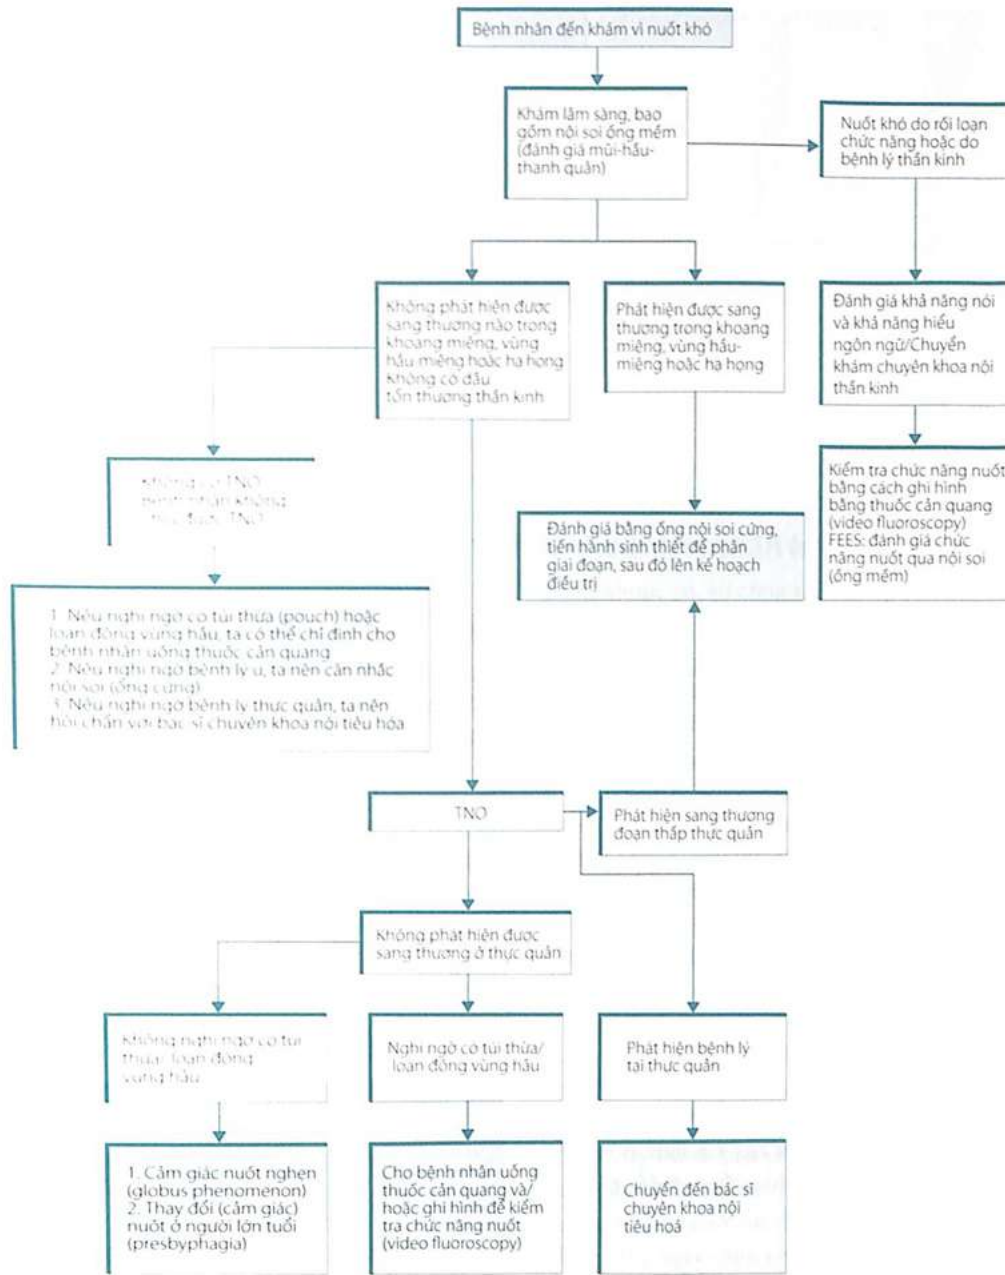 Bệnh nhân đến khám vì nuốt khó
Khám lâm sàng, bao
gồm nội soi ống mềm
(đánh giá mũi-hầu-
thanh quản)
Nuốt khó do rối loạn
chức năng hoặc do
bệnh lý thần kinh
Không phát hiện được
sang thương nào trong
khoang miệng, vùng
hầu-miệng hoặc hạ họng
Không có dấu
tổn thương thần kinh
Phát hiện được sang
thương trong khoang
miệng, vùng hầu-
miệng hoặc hạ họng
Đánh giá khả năng nói
và khả năng hiểu
ngôn ngữ/Chuyển
khám chuyên khoa nội
thần kinh
Không có TNO
Bệnh nhân không
được TNO
Đánh giá bằng ống nội soi cứng,
tiến hành sinh thiết để phân
giai đoạn, sau đó lên kế hoạch
điều trị
Kiểm tra chức năng nuốt
bằng cách ghi hình
bằng thuốc cản quang
(video fluoroscopy)
FEES: đánh giá chức
năng nuốt qua nội soi
(ống mềm)
1. Nếu nghi ngờ có túi thừa (pouch) hoặc
loạn động vùng hầu, ta có thể chỉ định cho
bệnh nhân uống thuốc cản quang
2. Nếu nghi ngờ bệnh lý u, ta nên cân nhắc
nội soi (ống cứng)
3. Nếu nghi ngờ bệnh lý thực quản, ta nên
hội chẩn với bác sĩ chuyên khoa nội tiêu hóa
TNO
Phát hiện sang thương
đoạn thấp thực quản
Không phát hiện được
sang thương ở thực quản
Không nghi ngờ có túi
thừa/ loạn động
vùng hầu
Nghi ngờ có túi thừa/
loạn động vùng hầu
Phát hiện bệnh lý
tại thực quản
1. Cảm giác nuốt nghẹn
(globus phenomenon)
2. Thay đổi (cảm giác)
nuốt ở người lớn tuổi
(presbyphagia)
Cho bệnh nhân uống
thuốc cản quang và/
hoặc ghi hình để kiểm
tra chức năng nuốt
(video fluoroscopy)
Chuyển đến bác sĩ
chuyên khoa nội
tiêu hoá